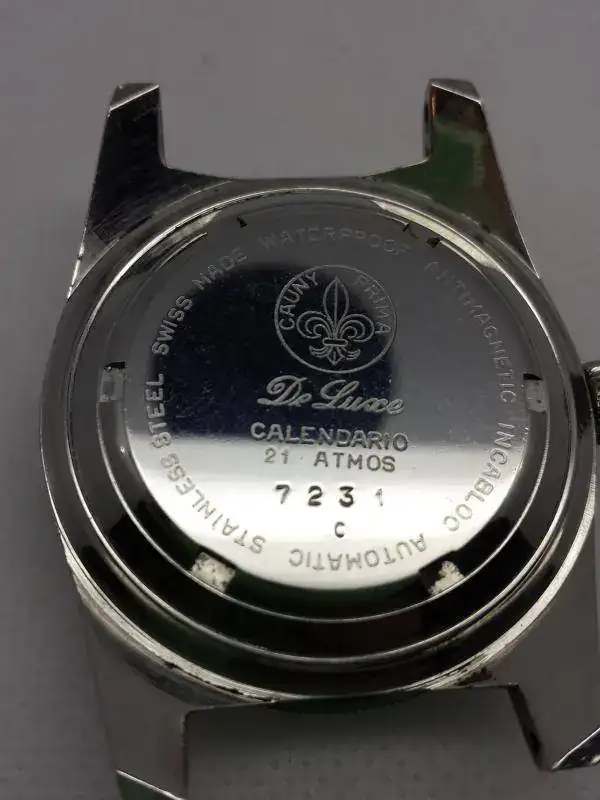 STAINLESS STEEL SWISS MADE WATERPROOF ANTIMAGNETIC INCABLOC AUTOMATIC
CAUNY PRIMA
De Luxe
CALENDARIO
21 ATMOS
7231
C